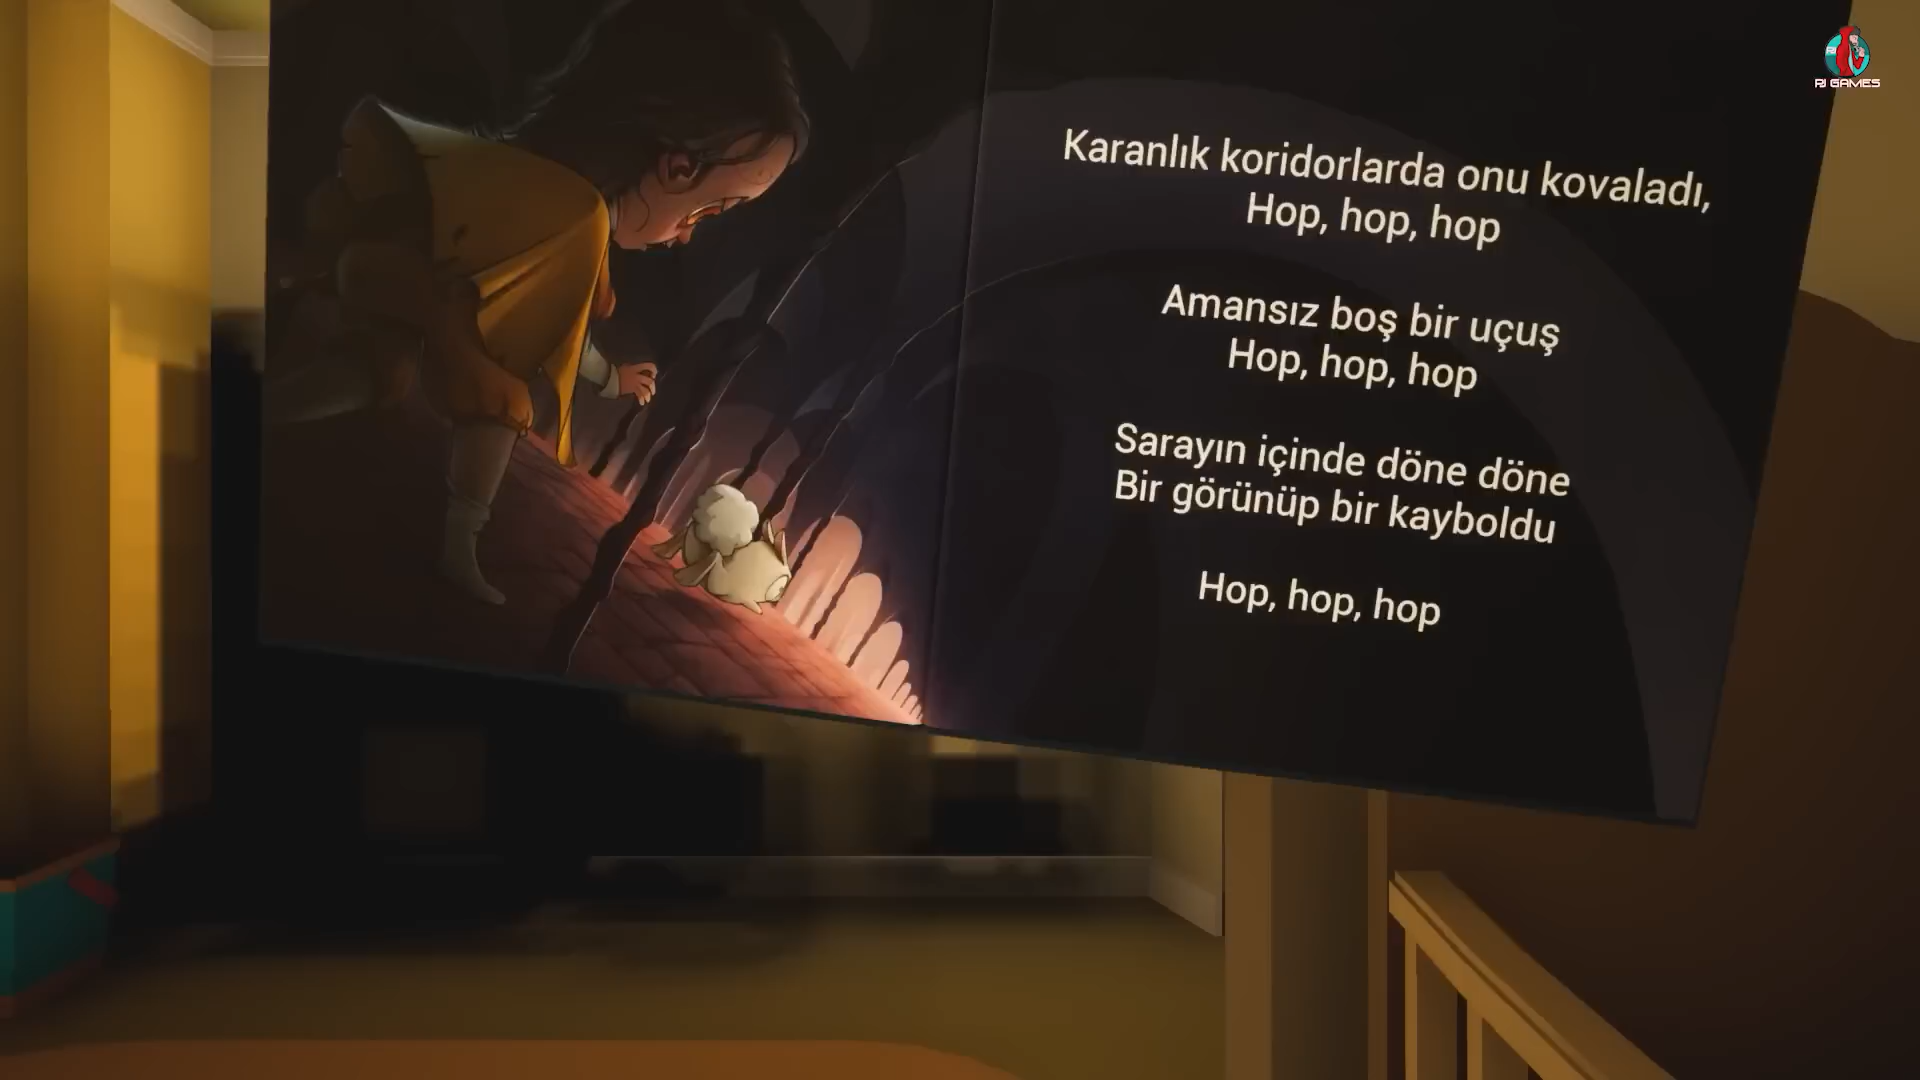 RJ GAMES
Karanlık koridorlarda onu kovaladı,
Hop, hop, hop
Amansız boş bir uçuş
Hop, hop, hop
Sarayın içinde döne döne
Bir görünüp bir kayboldu
Hop, hop, hop